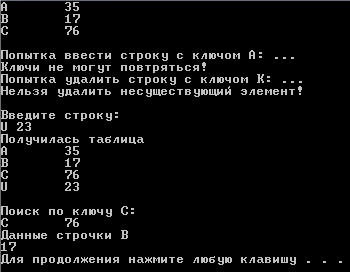 A 35
B 17
C 76
Попытка ввести строку с ключом A: ...
Ключи не могут повтряться!
Попытка удалить строку с ключом K: ...
Нельзя удалить несуществующий элемент!
Введите строку:
U 23
Получилась таблица
A 35
B 17
C 76
U 23
Поиск по ключу C:
C 76
Данные строчки B
17
Для продолжения нажмите любую клавишу . . .